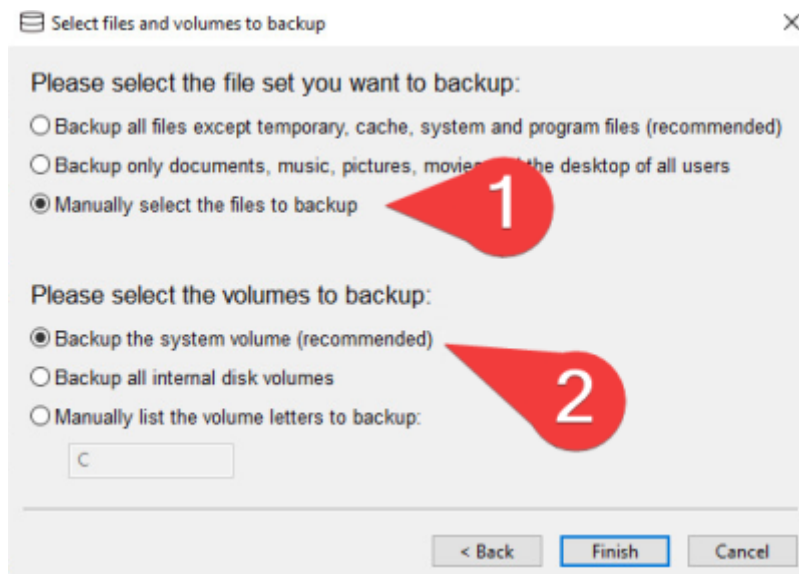 Select files and volumes to backup
Please select the file set you want to backup:
Backup all files except temporary, cache, system and program files (recommended)
Backup only documents, music, pictures, movies the desktop of all users
Manually select the files to backup
1
Please select the volumes to backup:
Backup the system volume (recommended)
Backup all internal disk volumes
2
Manually list the volume letters to backup:
C
< Back Finish Cancel